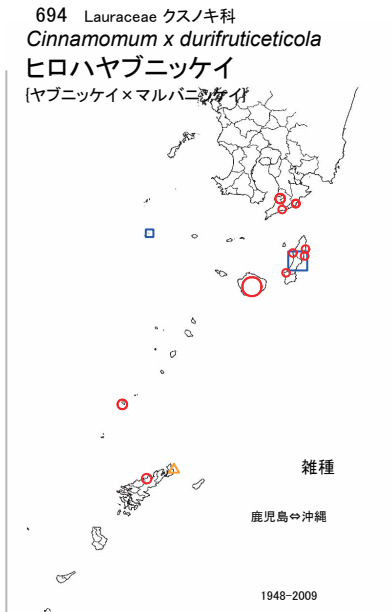 694 Lauraceae クスノキ科
Cinnamomum x durifruticeticola
ヒロハヤブニッケイ
{ヤブニッケイ×マルバニッケイ}
雑種
鹿児島⇔沖縄
1948-2009